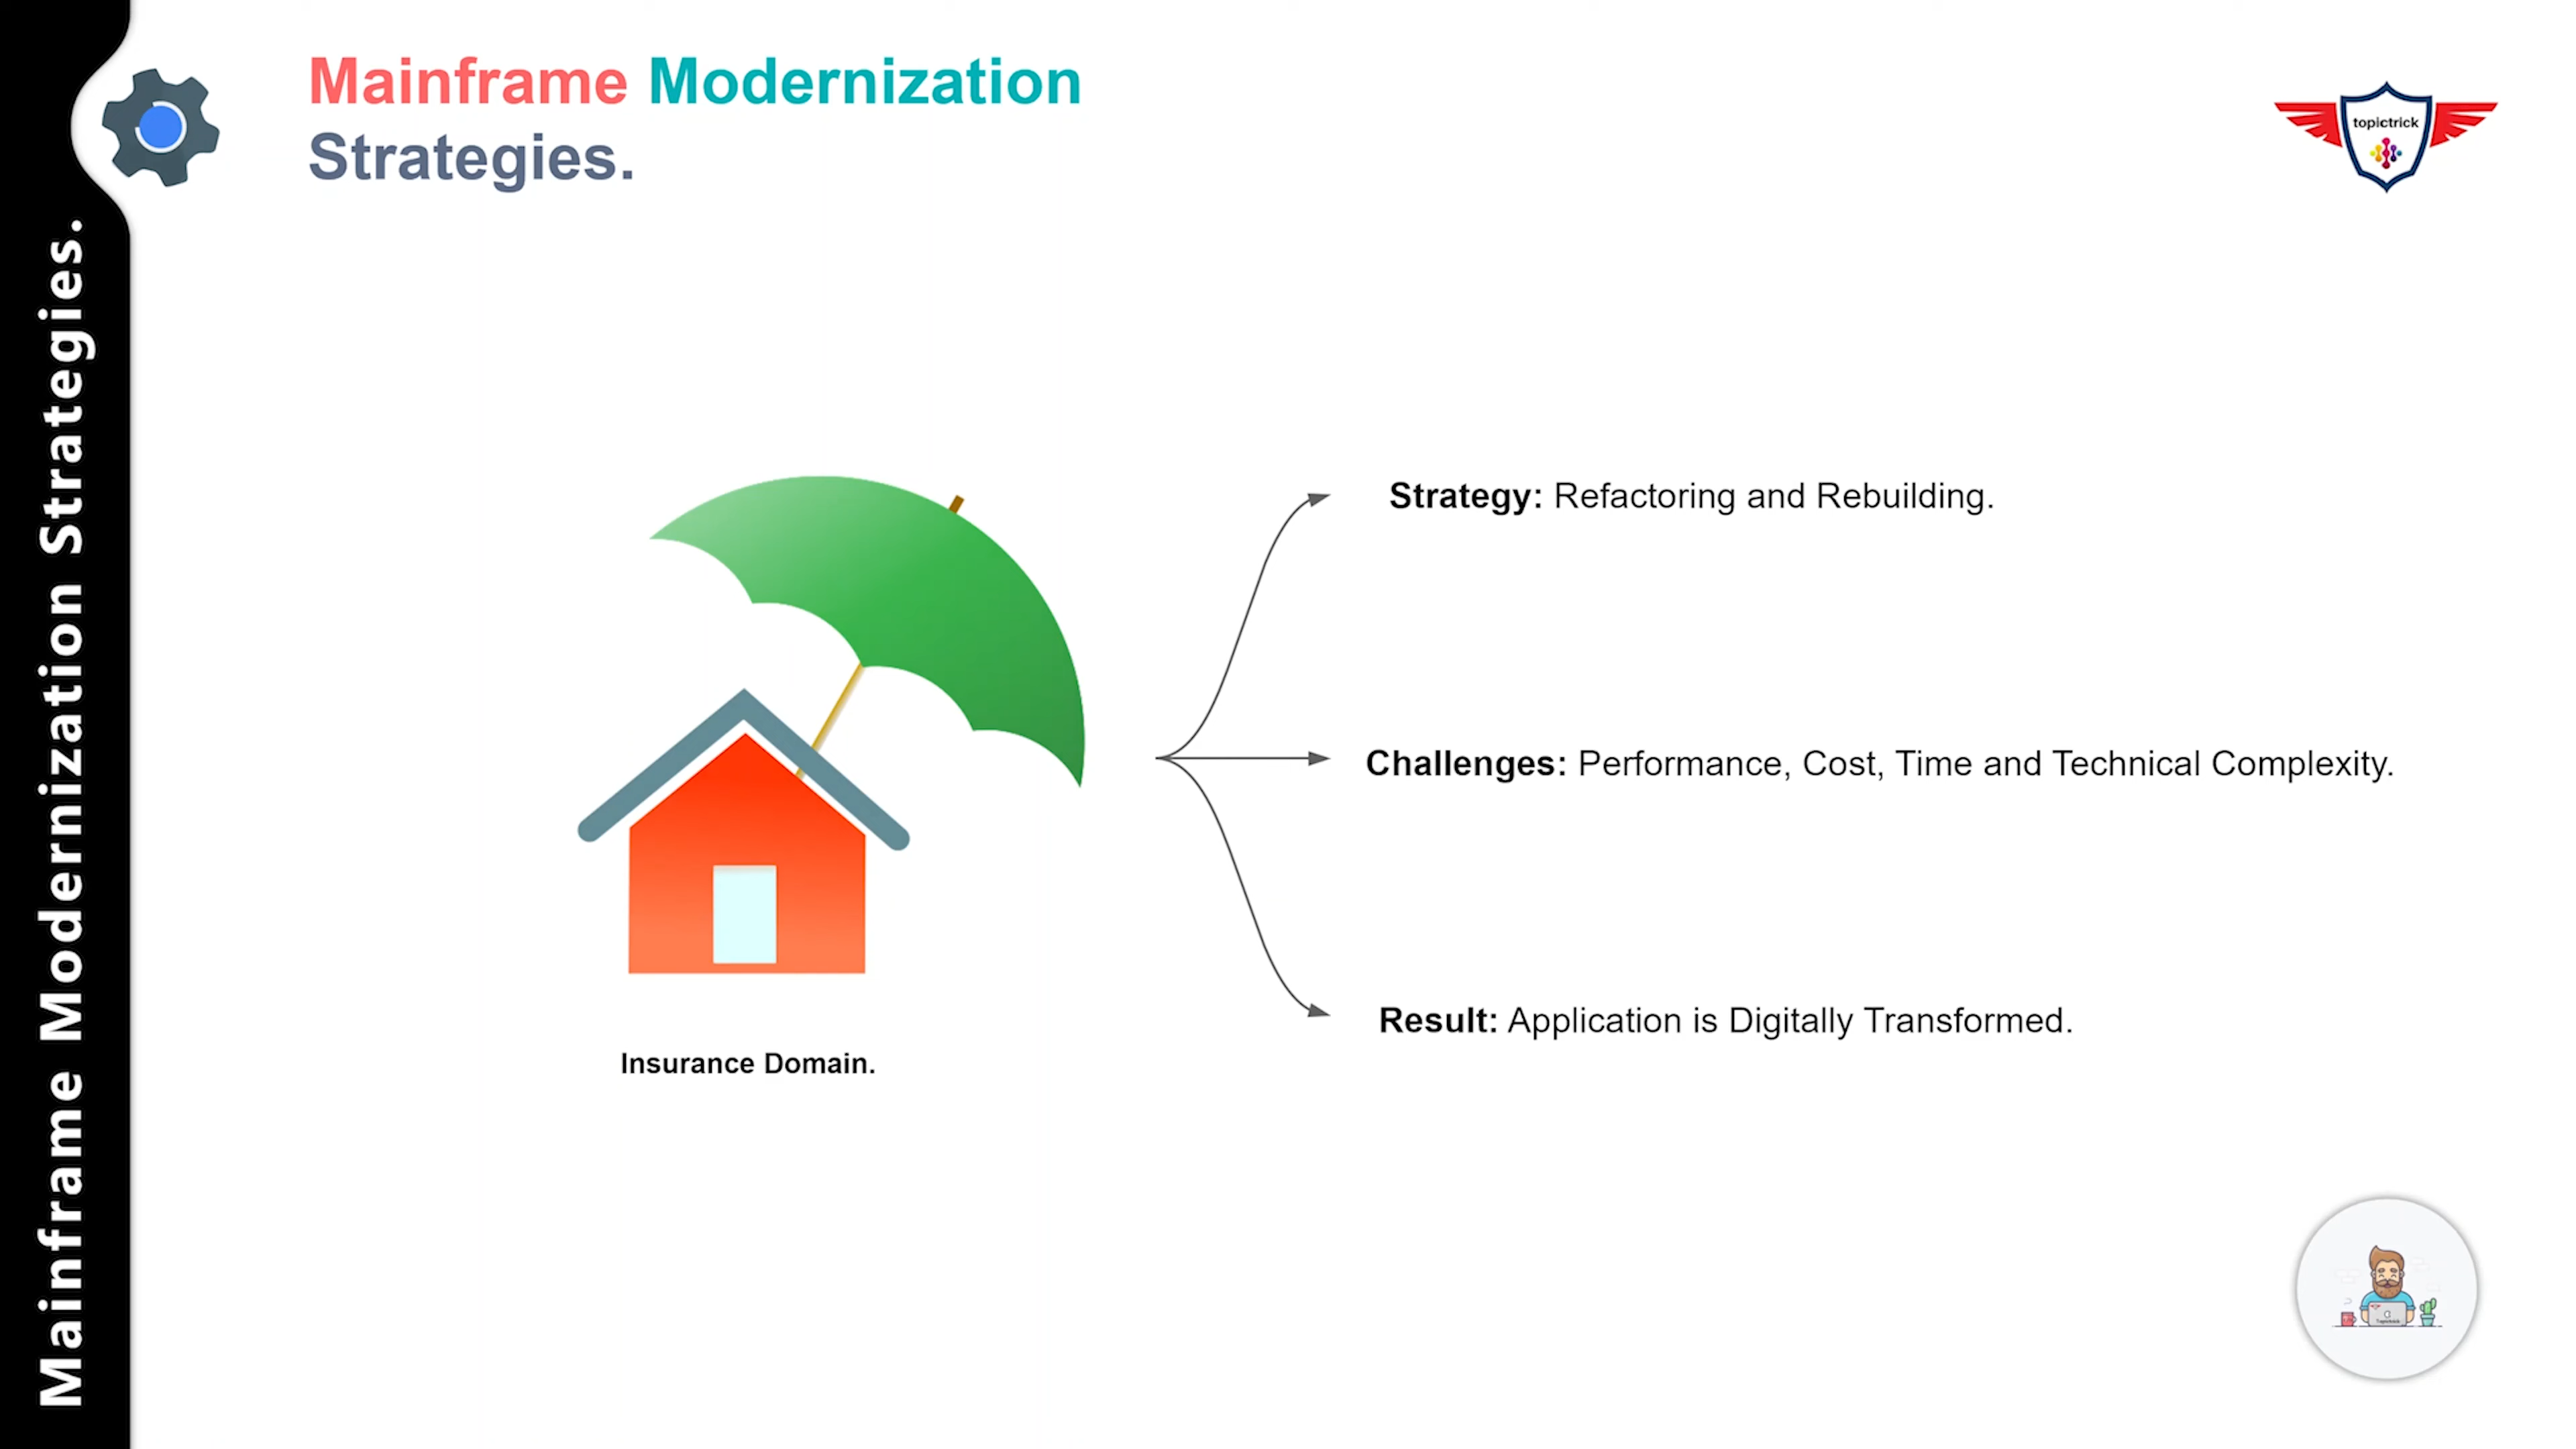 Mainframe Modernization
Strategies.
topictrick
Mainframe Modernization Strategies.
Strategy: Refactoring and Rebuilding.
Challenges: Performance, Cost, Time and Technical Complexity.
Result: Application is Digitally Transformed.
Insurance Domain.